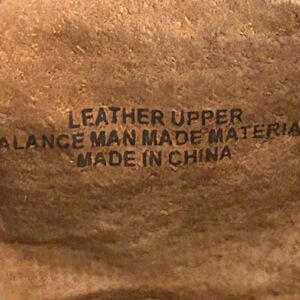 LEATHER UPPER
ALANCE MAN MADE MATERIA
MADE IN CHINA